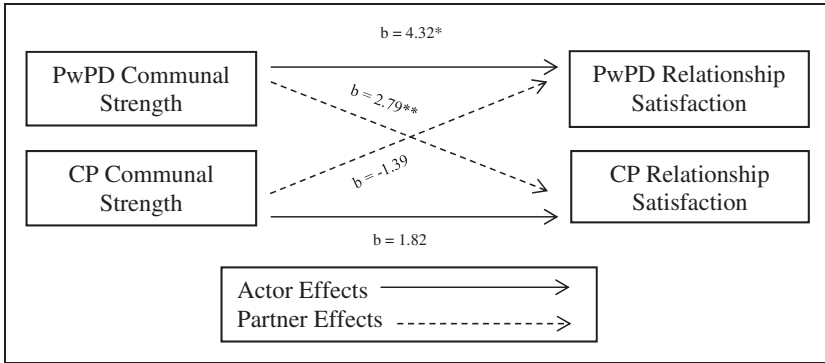 b = 4.32*
PwPD Communal
Strength
PwPD Relationship
Satisfaction
b = 2.79**
CP Communal
Strength
b = -1.39
CP Relationship
Satisfaction
b = 1.82
Actor Effects
Partner Effects